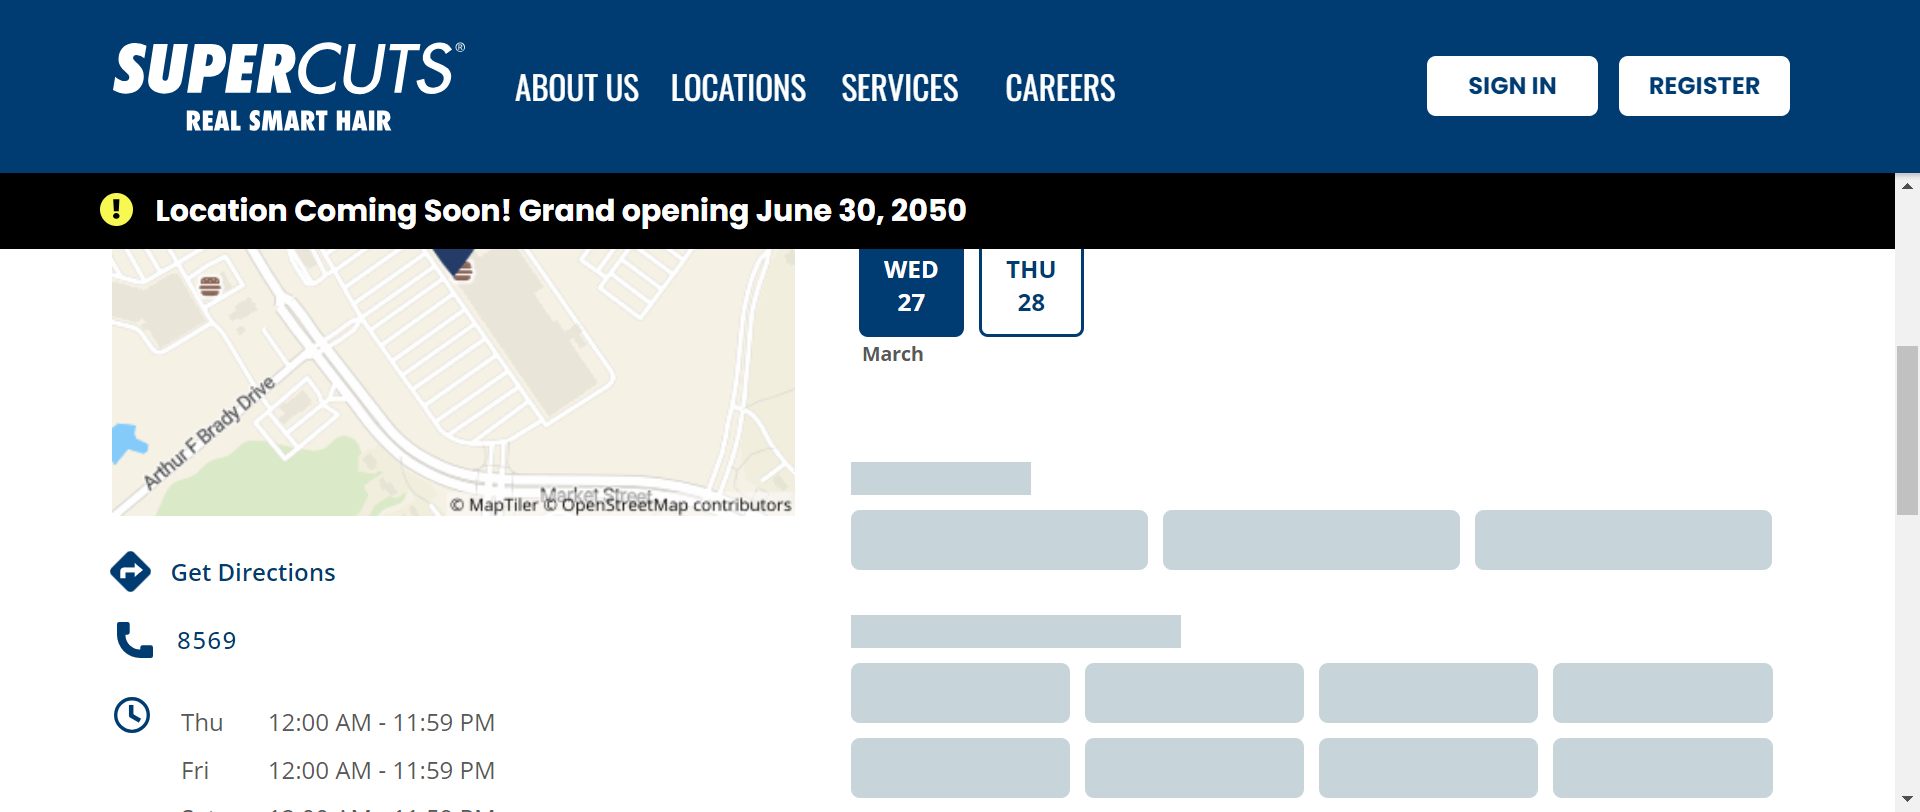 SUPERCUTS®
REAL SMART HAIR
ABOUT US
LOCATIONS
SERVICES
CAREERS
SIGN IN
REGISTER
Location Coming Soon! Grand opening June 30, 2050
Arthur F Brady Drive
Market Street
© MapTiler © OpenStreetMap contributors
Get Directions
8569
Thu 12:00 AM - 11:59 PM
Fri 12:00 AM - 11:59 PM
WED
27
THU
28
March